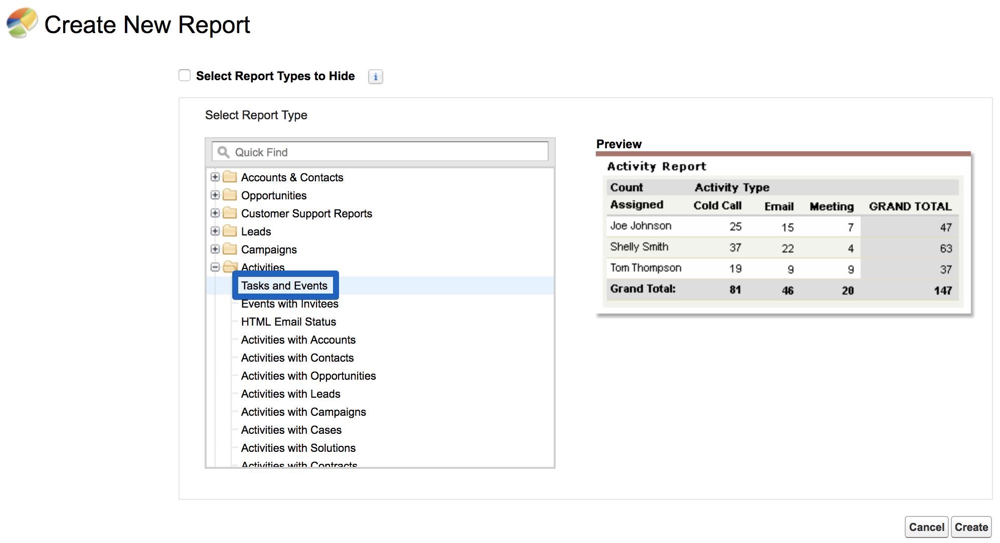 Create New Report
Select Report Types to Hide
i
Select Report Type
Quick Find
Accounts & Contacts
Opportunities
Customer Support Reports
Leads
Campaigns
Activities
Tasks and Events
Events with Invitees
HTML Email Status
Activities with Accounts
Activities with Contacts
Activities with Opportunities
Activities with Leads
Activities with Campaigns
Activities with Cases
Activities with Solutions
Activities with Contracts
Preview
Activity Report
Count Activity Type
Assigned Cold Call Email Meeting GRAND TOTAL
Joe Johnson 25 15 7 47
Shelly Smith 37 22 4 63
Tom Thompson 19 9 9 37
Grand Total: 81 46 20 147
Cancel Create